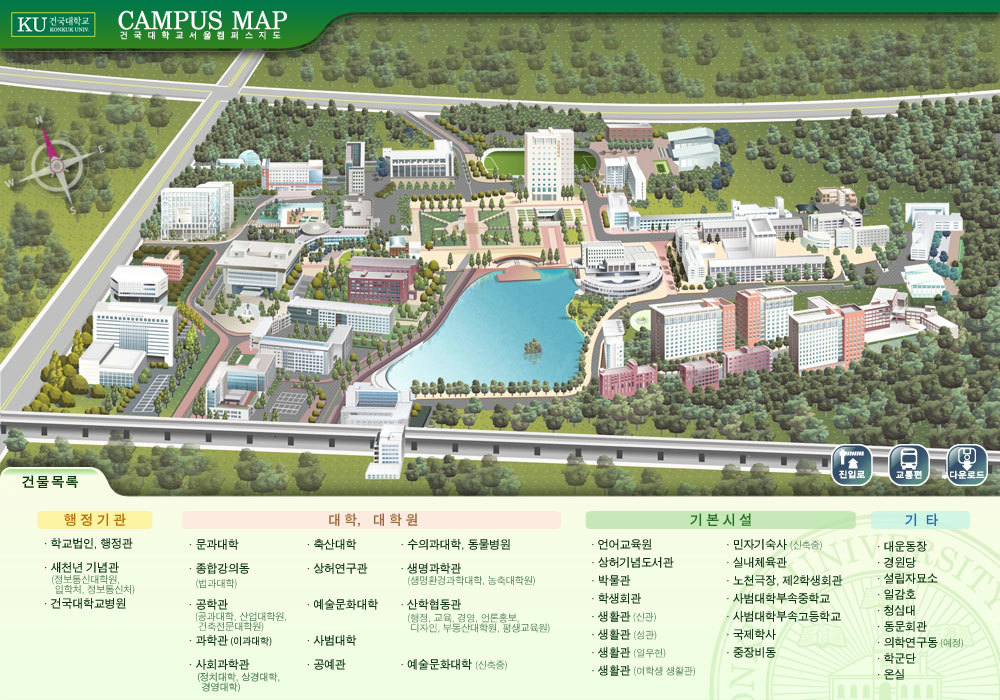 KU 건국대학교
KONKUK UNIV.
CAMPUS MAP
건국대학교서울캠퍼스지도
N
E
W
S
진입로
교통편
다운로드
건물목록
행정기관
· 학교법인, 행정관
· 새천년 기념관
(정보통신대학원,
입학처, 정보통신처)
· 건국대학교병원
대학, 대학원
· 문과대학
· 종합강의동
(법과대학)
· 공학관
(공과대학, 산업대학원,
건축전문대학원)
· 과학관 (이과대학)
· 사회과학관
(정치대학, 상경대학,
경영대학)
· 축산대학
· 상허연구관
· 예술문화대학
· 사범대학
· 공예관
· 수의과대학, 동물병원
· 생명과학관
(생명환경과학대학, 농축대학원)
· 산학협동관
(행정, 교육, 경영, 언론홍보,
디자인, 부동산대학원, 평생교육원)
· 예술문화대학 (신축중)
기본시설
· 언어교육원
· 상허기념도서관
· 박물관
· 학생회관
· 생활관 (신관)
· 생활관 (섬관)
· 생활관 (일우헌)
· 생활관 (여학생 생활관)
· 민자기숙사 (신축중)
· 실내체육관
· 노천극장, 제2학생회관
· 사범대학부속중학교
· 사범대학부속고등학교
· 국제학사
· 중장비동
기 타
· 대운동장
· 경원당
· 설립자묘소
· 일감호
· 청심대
· 동문회관
· 의학연구동 (예정)
· 학군단
· 온실
UNIVERSITY